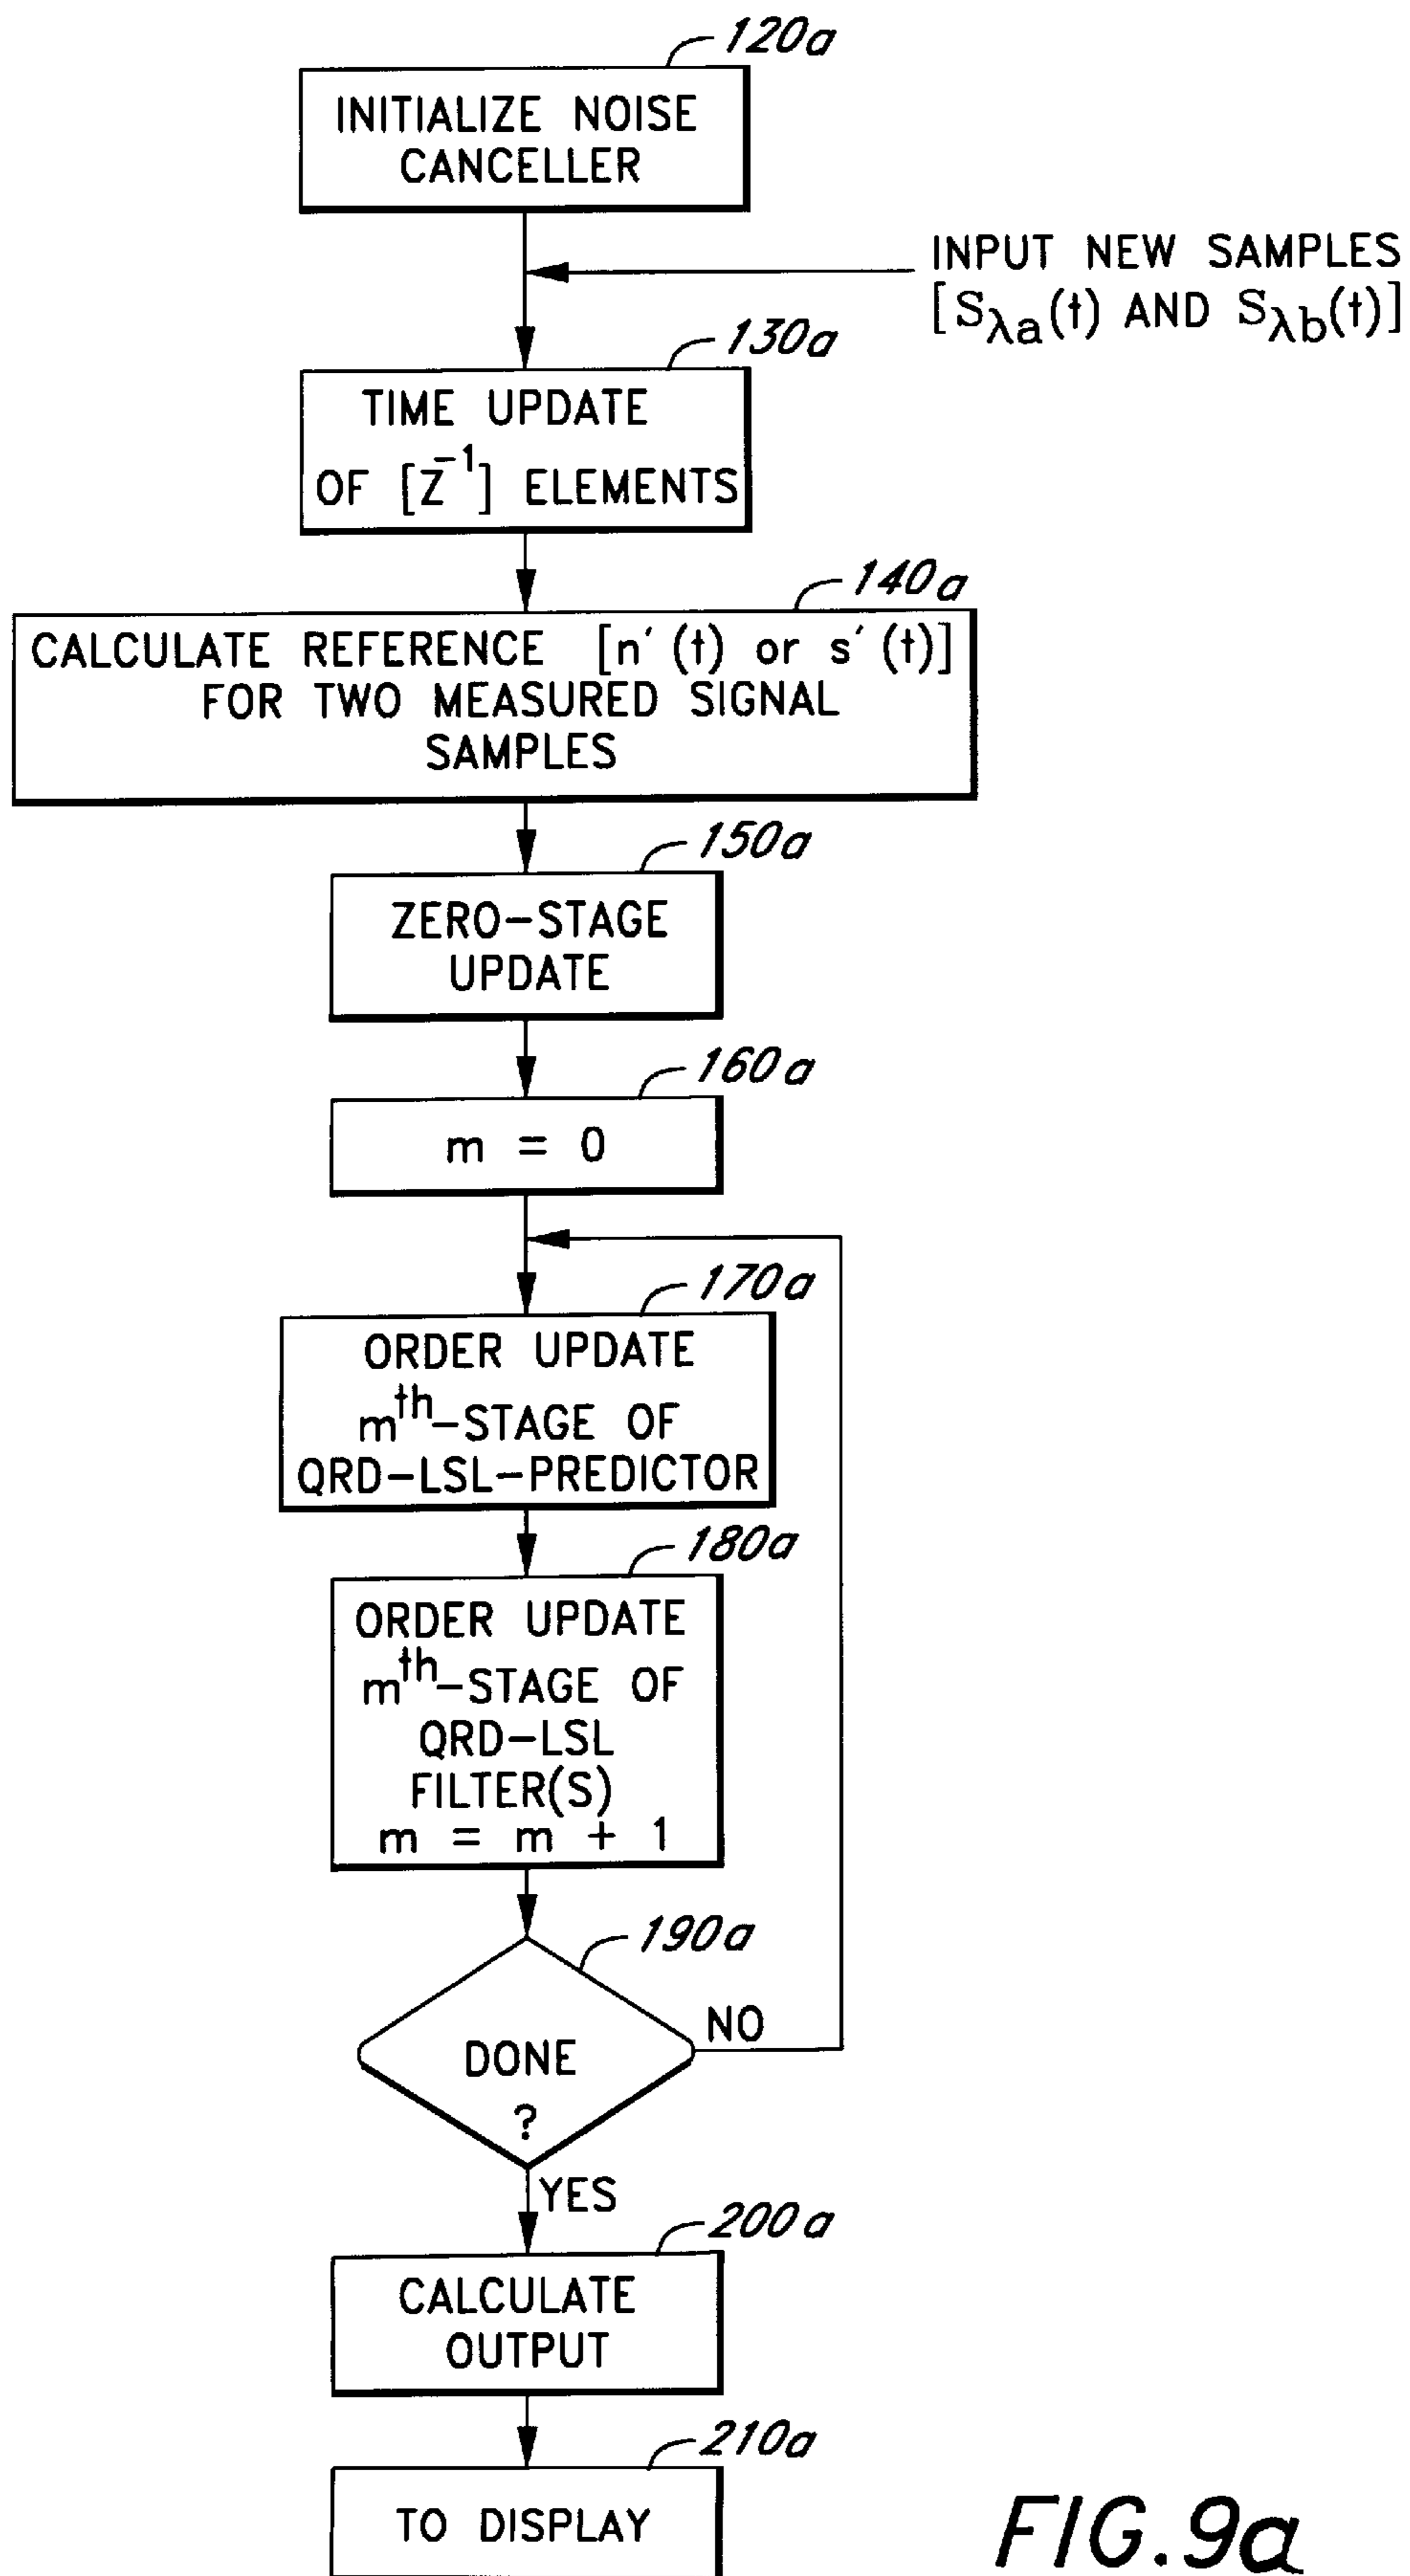 120a
INITIALIZE NOISE
CANCELLER
INPUT NEW SAMPLES
[Sλa(t) AND Sλb(t)]
130a
TIME UPDATE
OF [Z⁻¹] ELEMENTS
140a
CALCULATE REFERENCE [n′(t) or s′(t)]
FOR TWO MEASURED SIGNAL
SAMPLES
150a
ZERO-STAGE
UPDATE
160a
m = 0
170a
ORDER UPDATE
mᵗʰ-STAGE OF
QRD-LSL-PREDICTOR
180a
ORDER UPDATE
mᵗʰ-STAGE OF
QRD-LSL
FILTER(S)
m = m + 1
190a
NO
DONE
?
YES
200a
CALCULATE
OUTPUT
210a
TO DISPLAY
FIG.9a